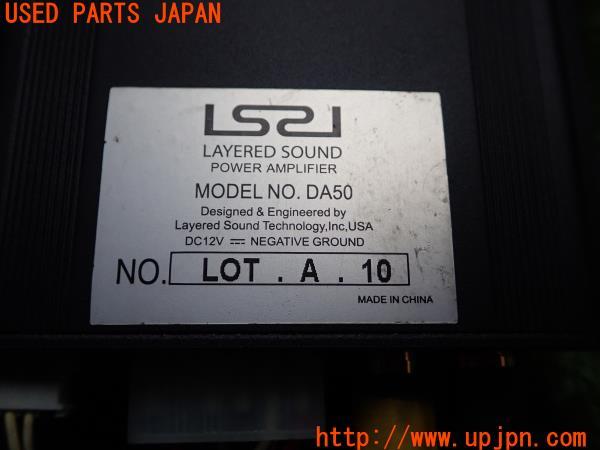 USED PARTS JAPAN
LSSJ
LAYERED SOUND
POWER AMPLIFIER
MODEL NO. DA50
Designed & Engineered by
Layered Sound Technology,Inc,USA
DC12V ⎓ NEGATIVE GROUND
NO. LOT . A . 10
MADE IN CHINA
http://www.upjpn.com/